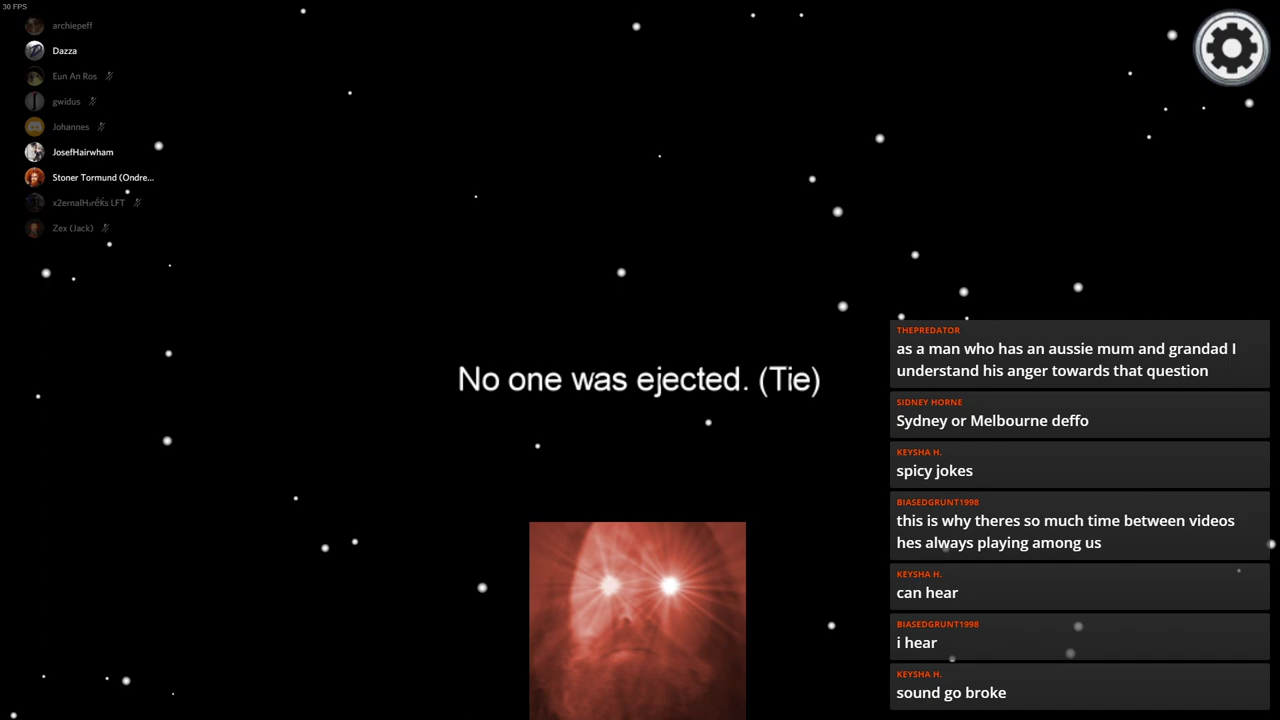 30 FPS
archiepeff
Dazza
Eun An Ros
gwidus
Johannes
JosefHairwham
Stoner Tormund (Ondre...
LFT
Zex (Jack)
No one was ejected. (Tie)
THEPREDATOR
as a man who has an aussie mum and grandad I
understand his anger towards that question
SIDNEY HORNE
Sydney or Melbourne deffo
KEYSHA H.
spicy jokes
BIASEDGRUNT1998
this is why theres so much time between videos
hes always playing among us
KEYSHA H.
can hear
BIASEDGRUNT1998
i hear
KEYSHA H.
sound go broke